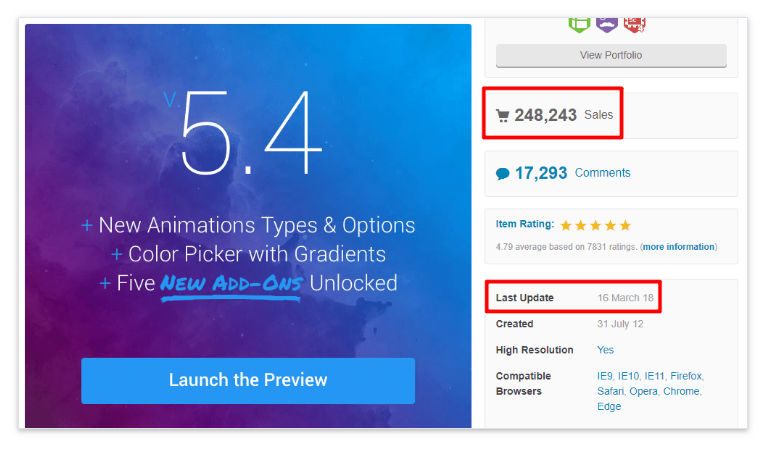 V. 5.4
+ New Animations Types & Options
+ Color Picker with Gradients
+ Five New Add-Ons Unlocked
Launch the Preview
View Portfolio
248,243 Sales
17,293 Comments
Item Rating:
4.79 average based on 7831 ratings. (more information)
Last Update 16 March 18
Created 31 July 12
High Resolution Yes
Compatible IE9, IE10, IE11, Firefox,
Browsers Safari, Opera, Chrome,
Edge